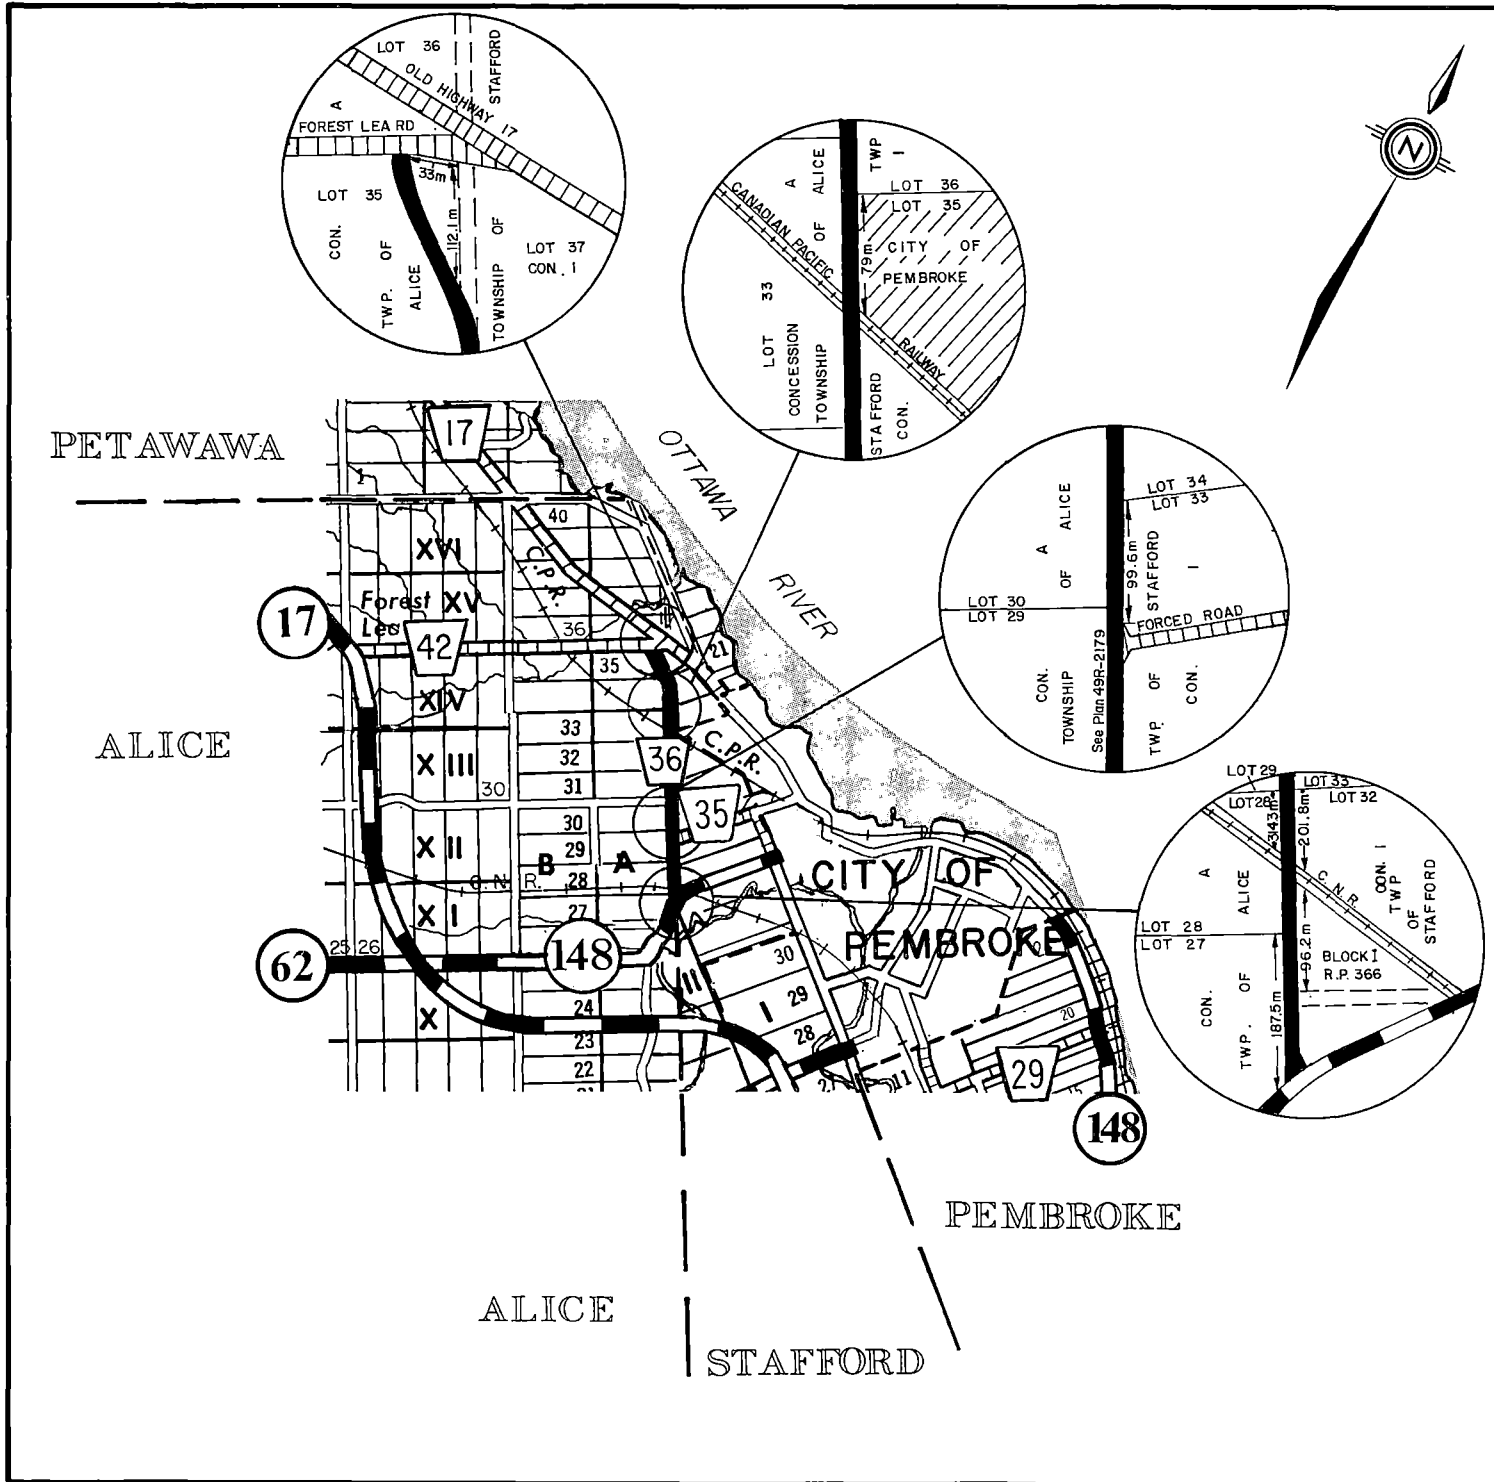 LOT 36
STAFFORD
OLD HIGHWAY 17
A
FOREST LEA RD
33m
LOT 35
112.1m
CON.
TWP. OF
ALICE
TOWNSHIP OF
LOT 37
CON. I
A
OF ALICE
TWP I
LOT 36
LOT 35
CANADIAN PACIFIC
79m
CITY OF
PEMBROKE
LOT 33
CONCESSION
TOWNSHIP
RAILWAY
STAFFORD
CON.
N
PETAWAWA
17
OTTAWA
RIVER
1
40
XVI
C.P.R.
Forest
Lea
XV
17
42
36
35
21
XIV
ALICE
33
32
31
XIII
30
36
C.P.R.
35
30
29
28
27
XII
B
A
C.N.R.
XI
CITY OF
PEMBROKE
62
25 26
148
X
24
23
22
II
30
I
29
28
11
20
29
148
A
OF ALICE
LOT 34
LOT 33
99.6m
STAFFORD
I
LOT 30
LOT 29
FORCED ROAD
CON.
TOWNSHIP
See Plan 49R-2179
TWP. OF
CON.
LOT 29
LOT 28
LOT 33
LOT 32
201.8m
A
ALICE
C.N.R.
CON. I
TWP
OF
STAFFORD
LOT 28
LOT 27
96.2m
BLOCK I
R.P. 366
CON.
TWP. OF
187.5m
PEMBROKE
ALICE
STAFFORD